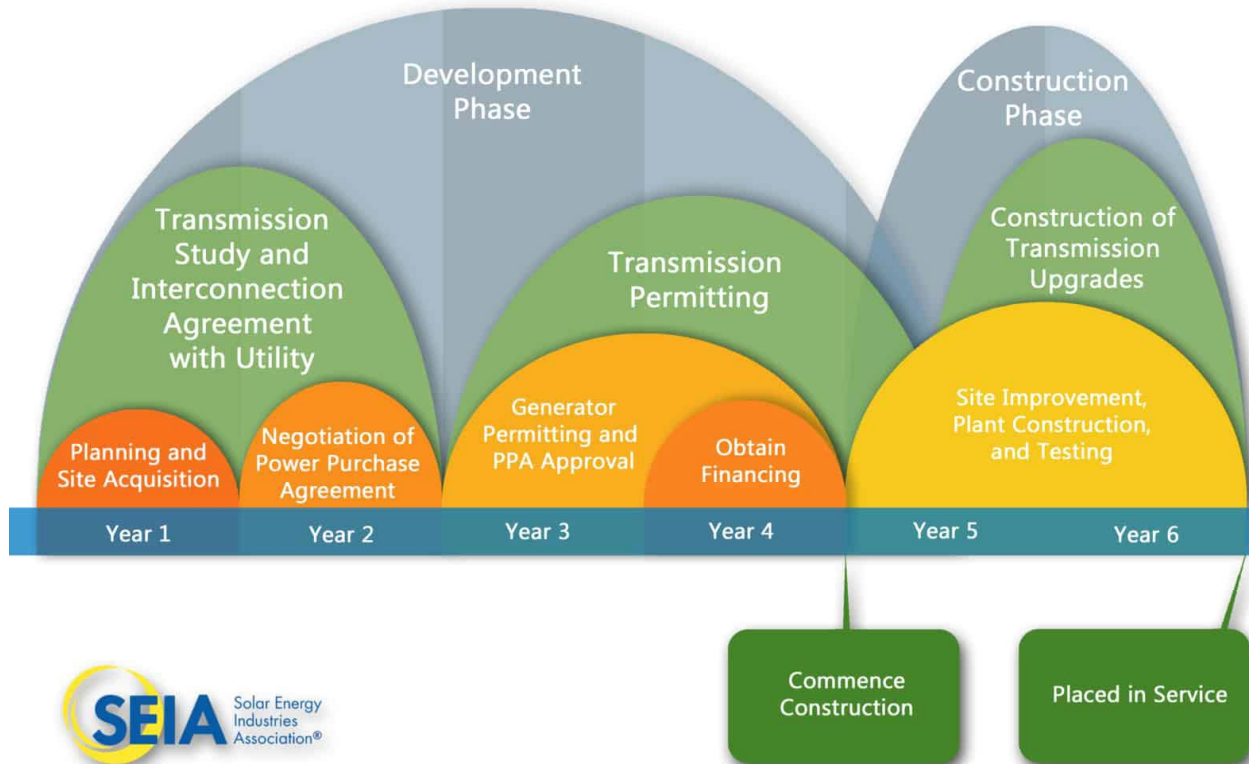 Development
Phase
Construction
Phase
Transmission
Study and
Interconnection
Agreement
with Utility
Transmission
Permitting
Construction of
Transmission
Upgrades
Planning and
Site Acquisition
Negotiation of
Power Purchase
Agreement
Generator
Permitting and
PPA Approval
Obtain
Financing
Site Improvement,
Plant Construction,
and Testing
Year 1
Year 2
Year 3
Year 4
Year 5
Year 6
Commence
Construction
Placed in Service
SEIA
Solar Energy
Industries
Association®